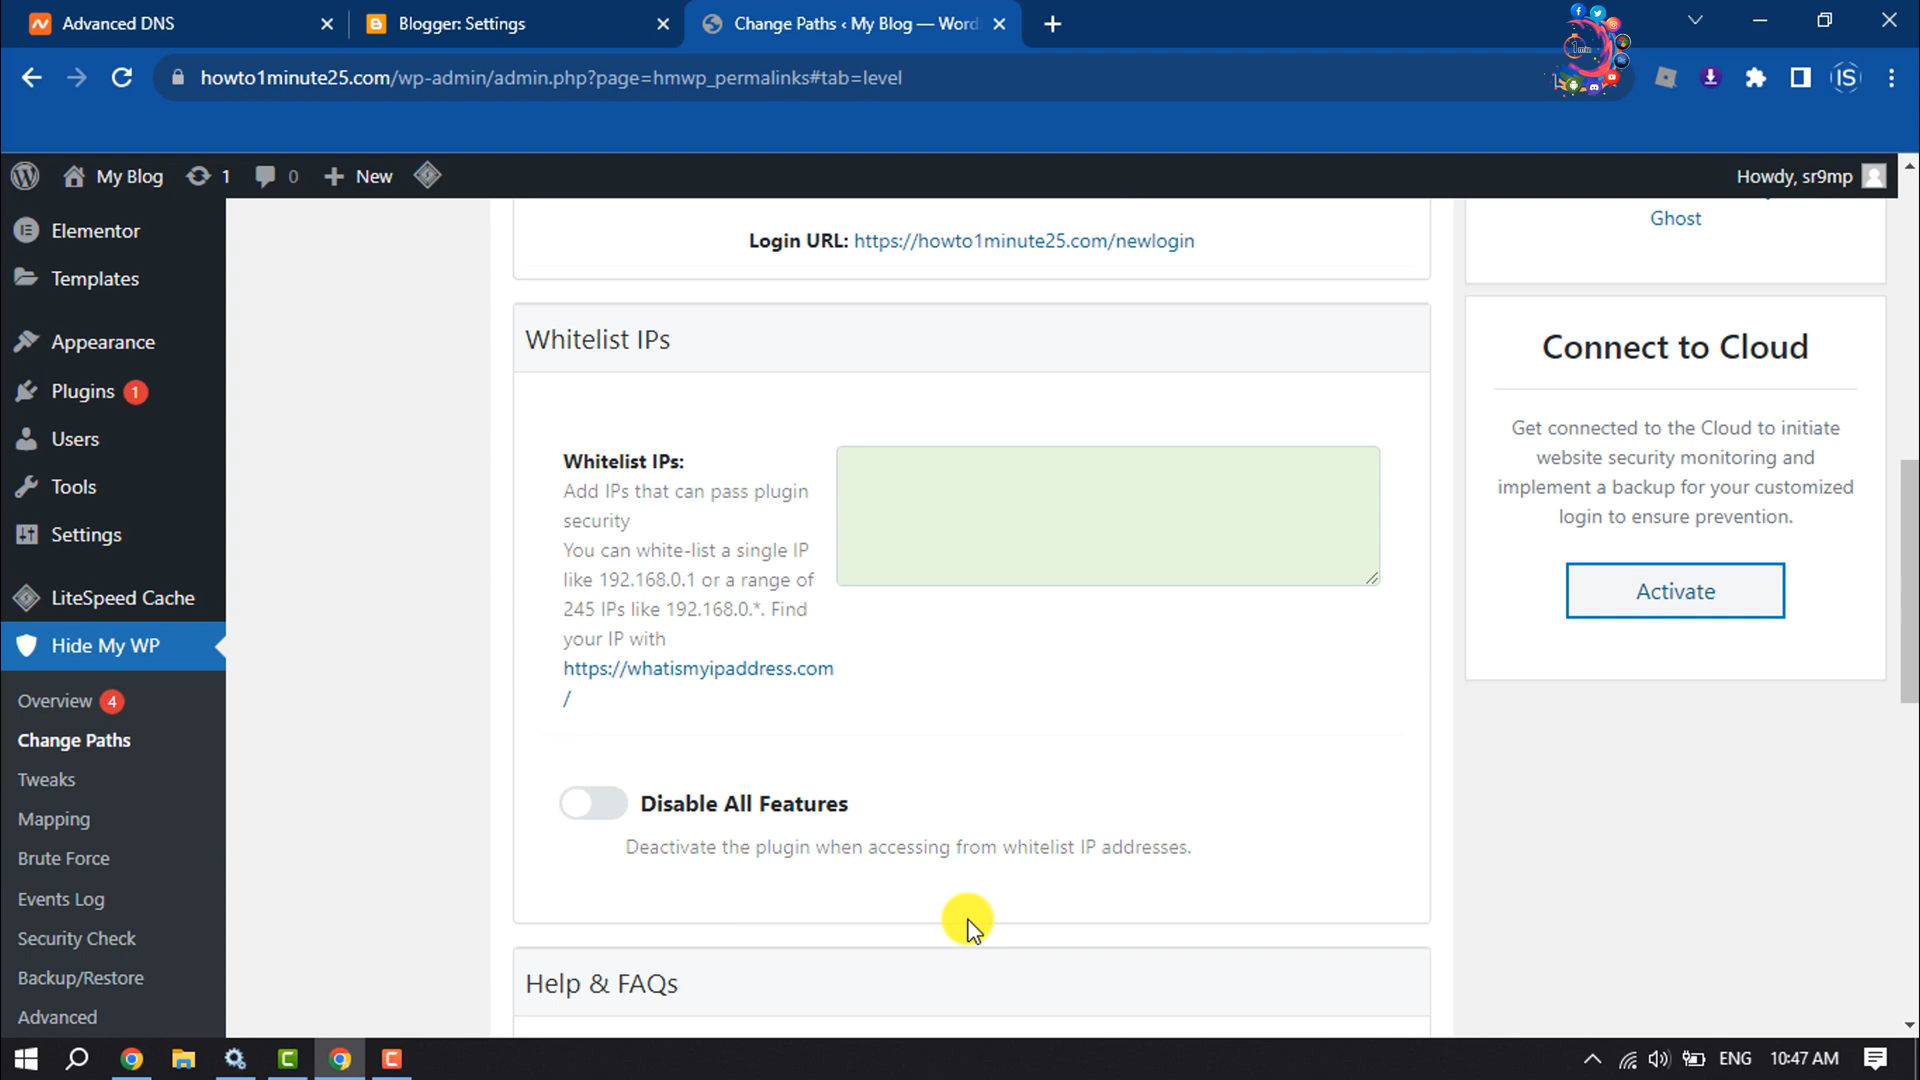 Advanced DNS
Blogger: Settings
Change Paths ‹ My Blog — Word
howto1minute25.com/wp-admin/admin.php?page=hmwp_permalinks#tab=level
1min
IS
My Blog
1
0
New
Howdy, sr9mp
Elementor
Templates
Appearance
Plugins 1
Users
Tools
Settings
LiteSpeed Cache
Hide My WP
Overview 4
Change Paths
Tweaks
Mapping
Brute Force
Events Log
Security Check
Backup/Restore
Advanced
Login URL: https://howto1minute25.com/newlogin
Whitelist IPs
Whitelist IPs:
Add IPs that can pass plugin
security
You can white-list a single IP
like 192.168.0.1 or a range of
245 IPs like 192.168.0.*. Find
your IP with
https://whatismyipaddress.com
/
Disable All Features
Deactivate the plugin when accessing from whitelist IP addresses.
Help & FAQs
Ghost
Connect to Cloud
Get connected to the Cloud to initiate
website security monitoring and
implement a backup for your customized
login to ensure prevention.
Activate
ENG
10:47 AM